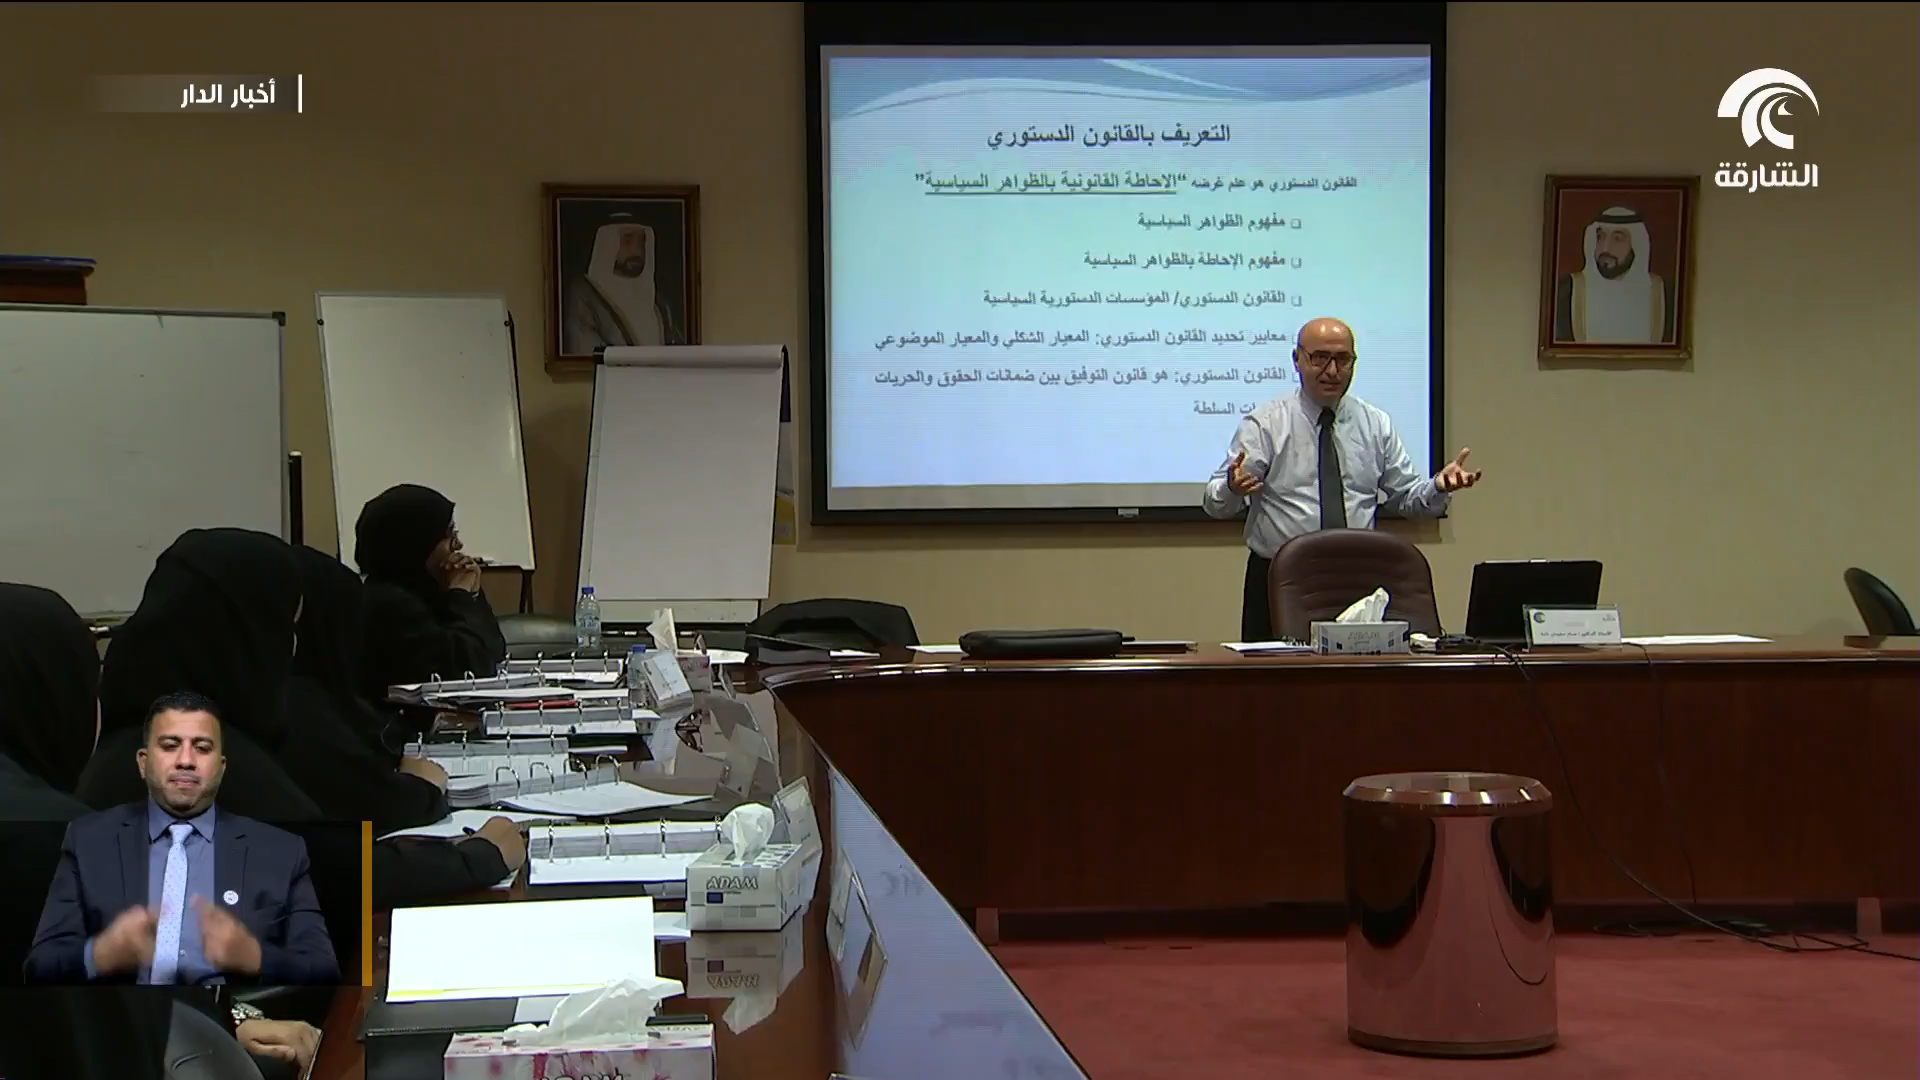 أخبار الدار
الشارقة
التعريف بالقانون الدستوري
القانون الدستوري هو علم غرضه “الإحاطة القانونية بالظواهر السياسية”
مفهوم الظواهر السياسية
مفهوم الإحاطة بالظواهر السياسية
القانون الدستوري/ المؤسسات الدستورية السياسية
معايير تحديد القانون الدستوري: المعيار الشكلي والمعيار الموضوعي
القانون الدستوري: هو قانون التوفيق بين ضمانات الحقوق والحريات
السلطة
ADAM
ADAM
ADAM